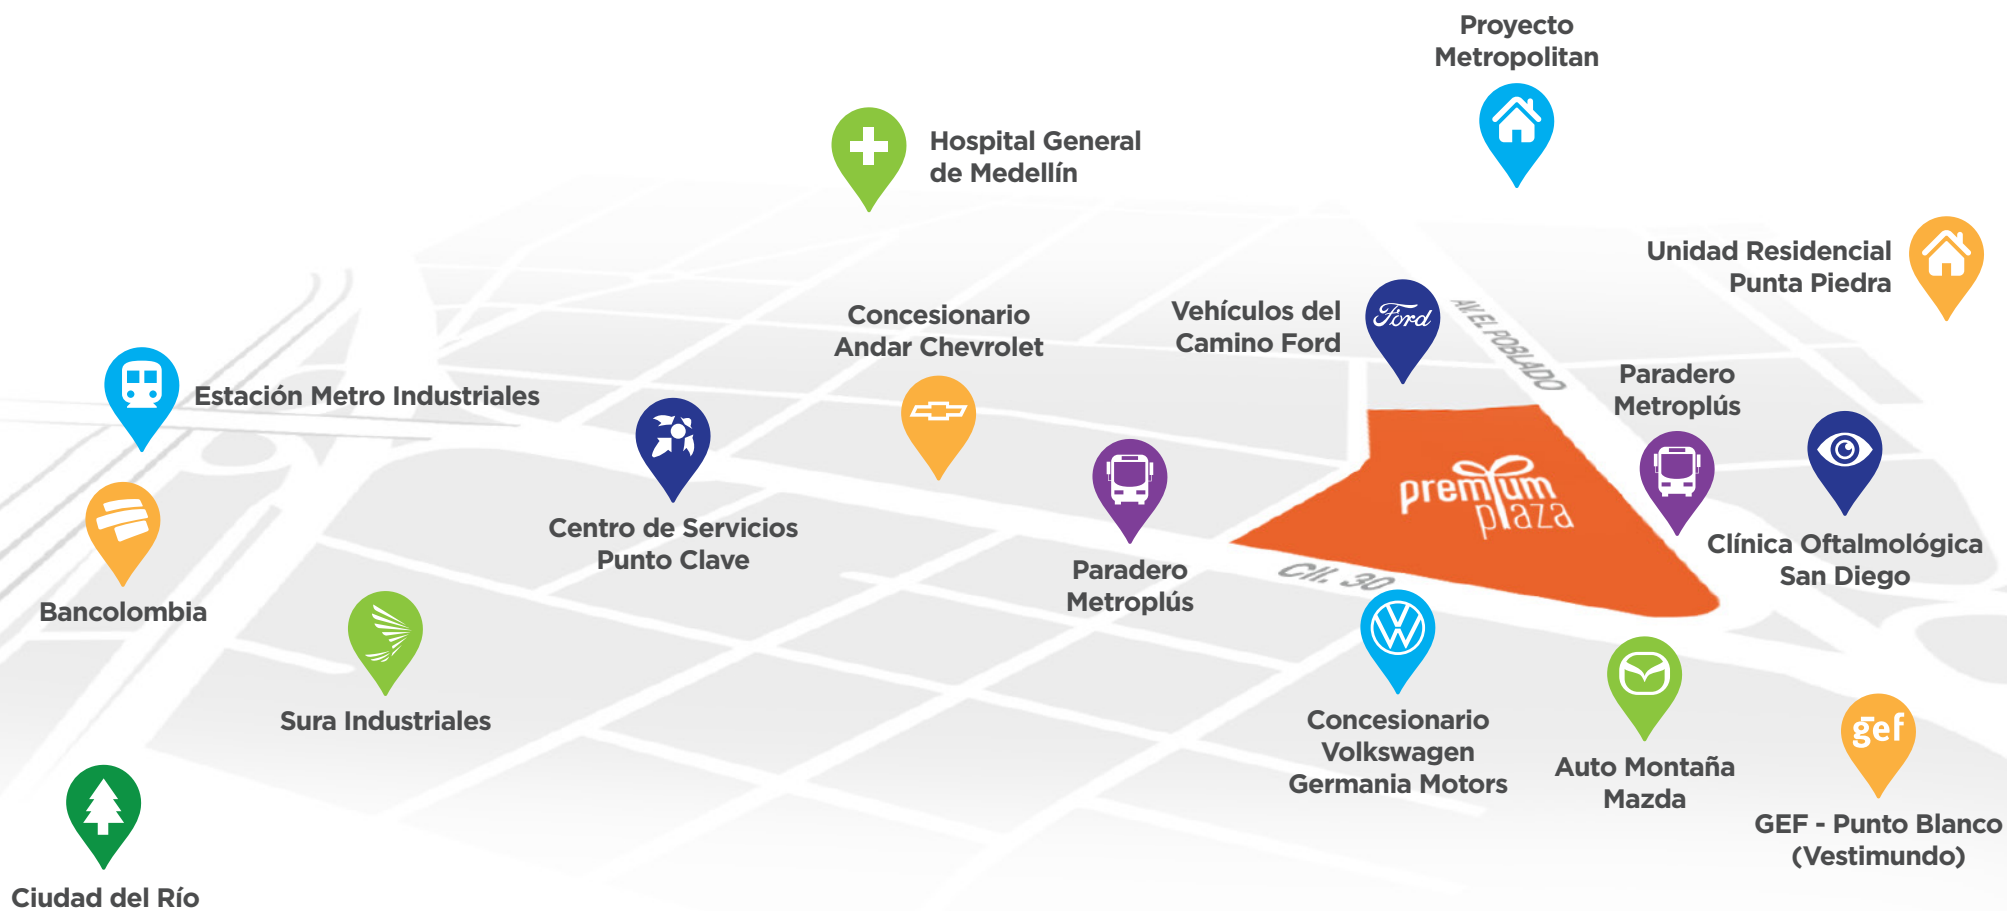 Proyecto
Metropolitan
Hospital General
de Medellín
Unidad Residencial
Punta Piedra
Concesionario
Andar Chevrolet
Vehículos del
Camino Ford
Ford
AV EL POBLADO
Paradero
Metroplús
Estación Metro Industriales
premium
plaza
Centro de Servicios
Punto Clave
Clínica Oftalmológica
San Diego
Paradero
Metroplús
Cll. 30
Bancolombia
Sura Industriales
Concesionario
Volkswagen
Germania Motors
Auto Montaña
Mazda
gef
GEF - Punto Blanco
(Vestimundo)
Ciudad del Río